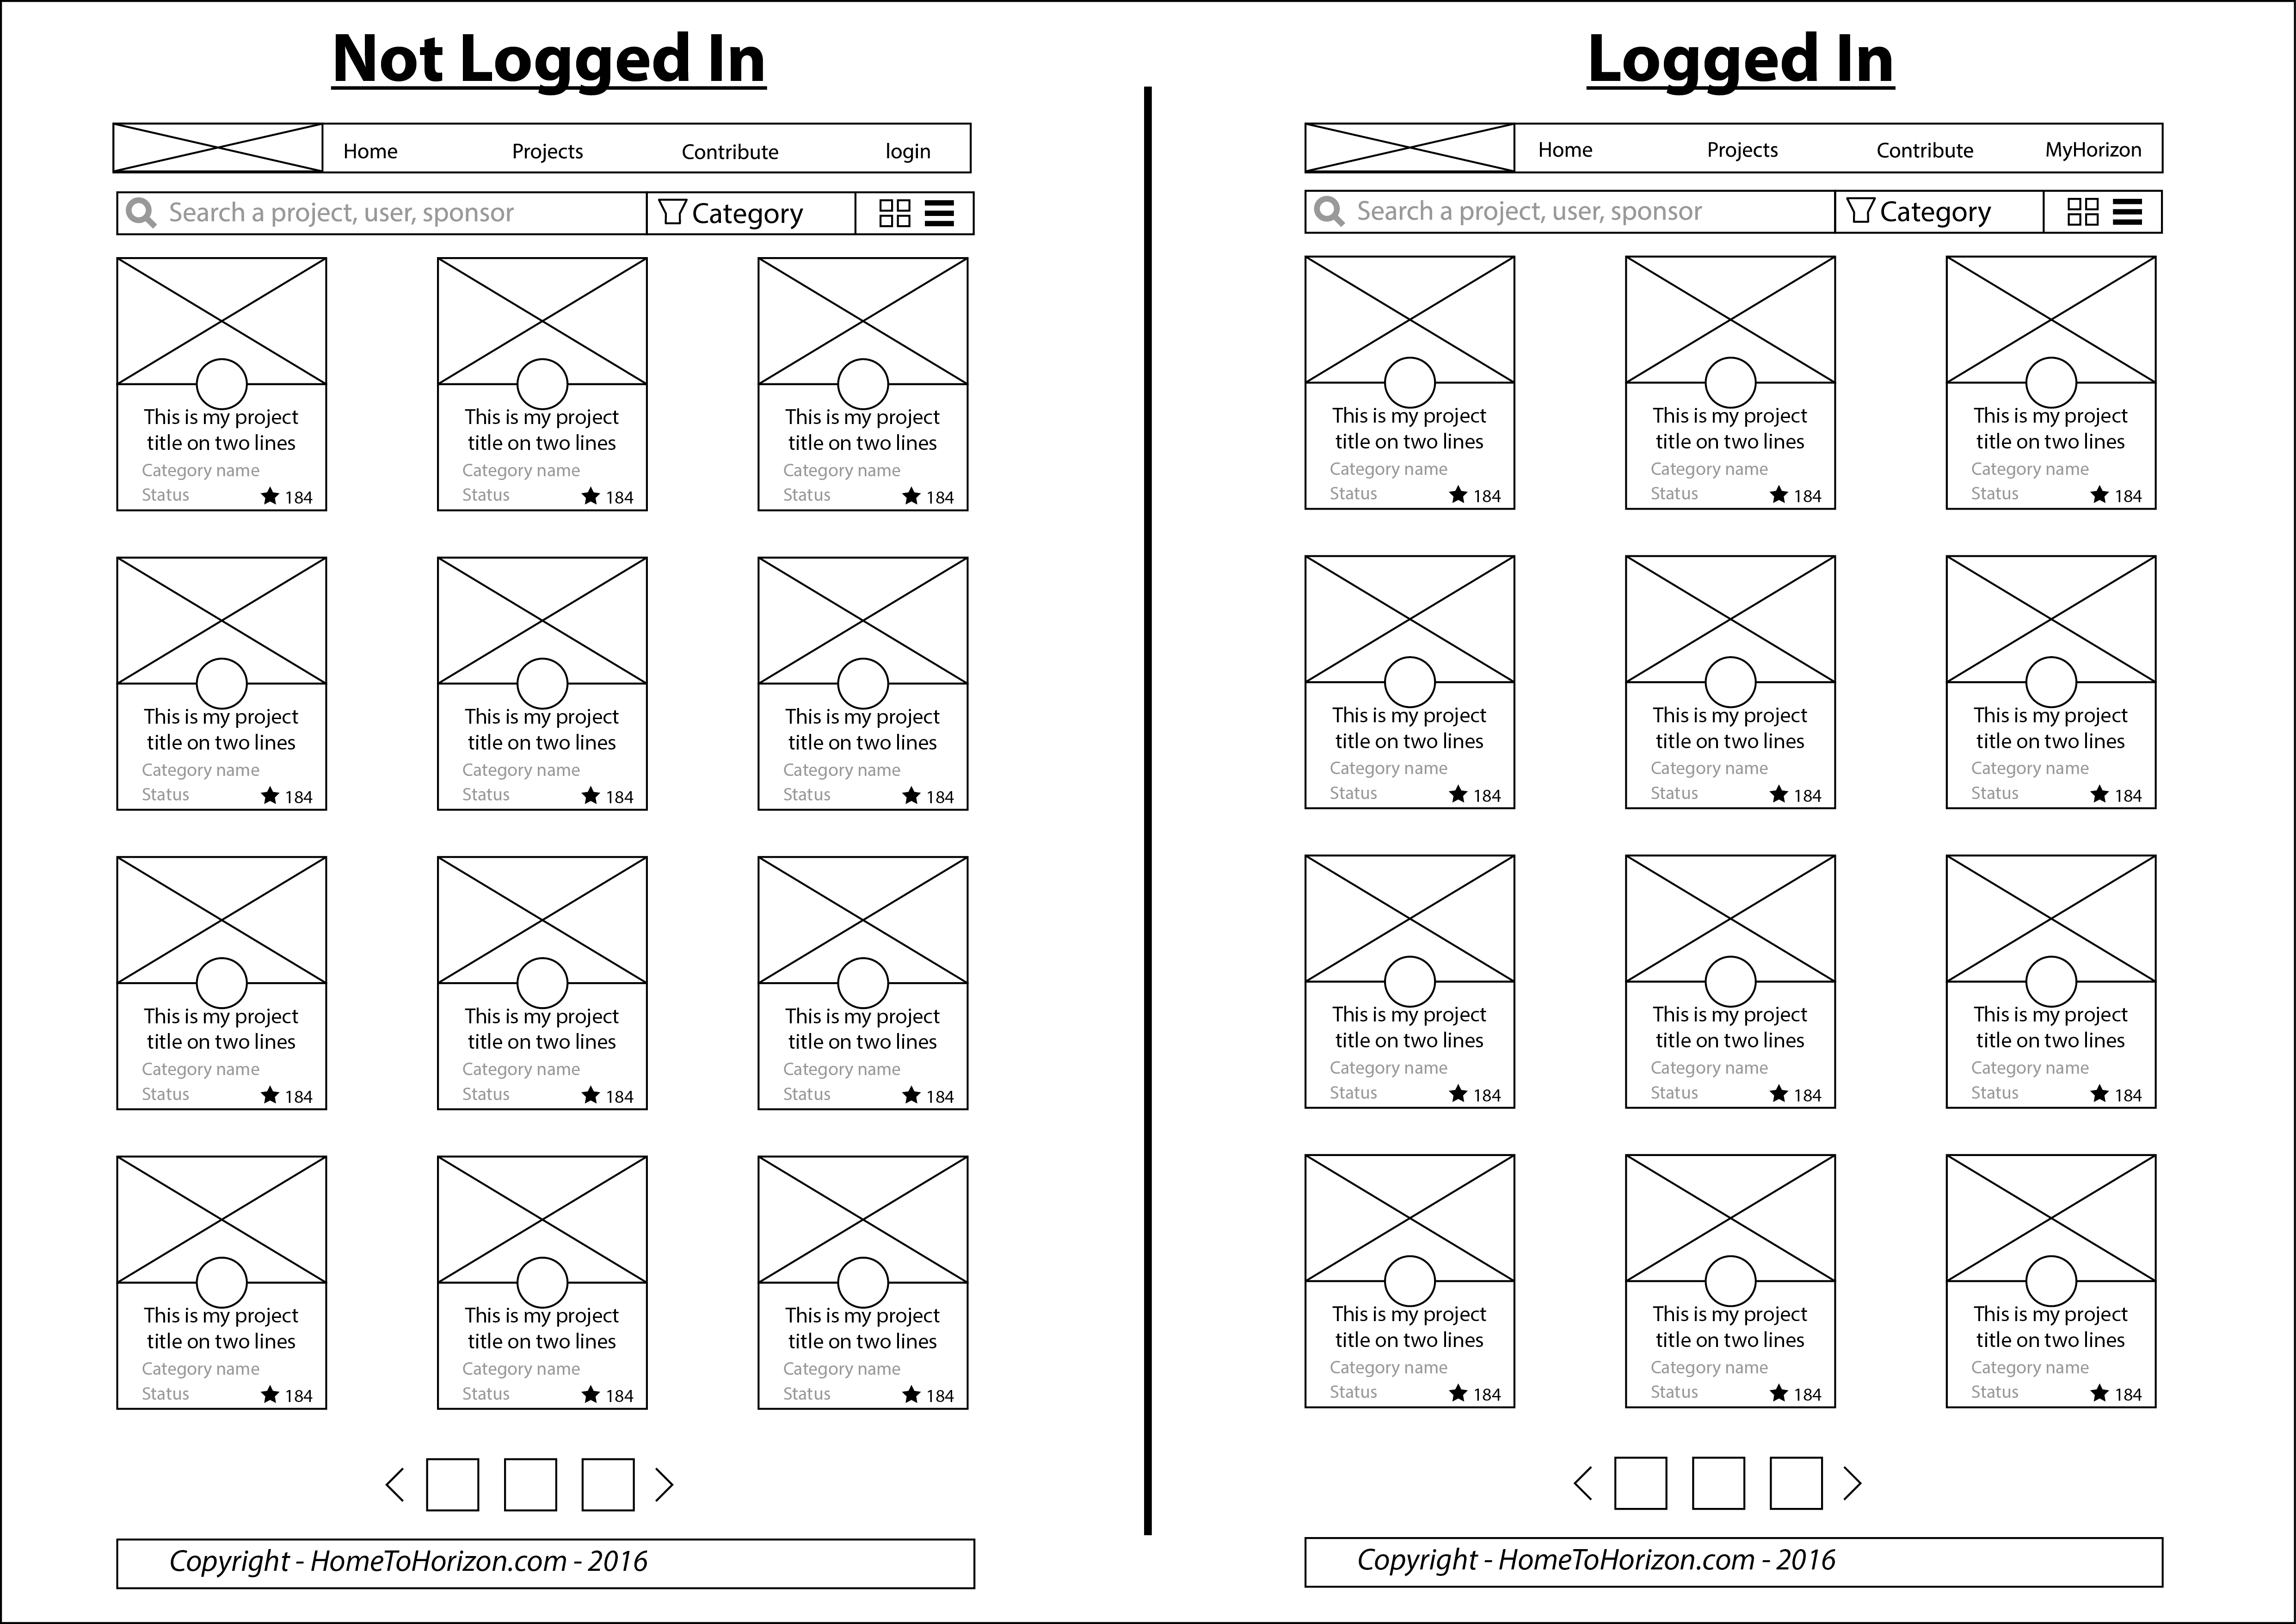 Not Logged In
Home Projects Contribute login
Search a project, user, sponsor Category
This is my project This is my project This is my project
title on two lines title on two lines title on two lines
Category name Category name Category name
Status 184 Status 184 Status 184
This is my project This is my project This is my project
title on two lines title on two lines title on two lines
Category name Category name Category name
Status 184 Status 184 Status 184
This is my project This is my project This is my project
title on two lines title on two lines title on two lines
Category name Category name Category name
Status 184 Status 184 Status 184
This is my project This is my project This is my project
title on two lines title on two lines title on two lines
Category name Category name Category name
Status 184 Status 184 Status 184
Copyright - HomeToHorizon.com - 2016
Logged In
Home Projects Contribute MyHorizon
Search a project, user, sponsor Category
This is my project This is my project This is my project
title on two lines title on two lines title on two lines
Category name Category name Category name
Status 184 Status 184 Status 184
This is my project This is my project This is my project
title on two lines title on two lines title on two lines
Category name Category name Category name
Status 184 Status 184 Status 184
This is my project This is my project This is my project
title on two lines title on two lines title on two lines
Category name Category name Category name
Status 184 Status 184 Status 184
This is my project This is my project This is my project
title on two lines title on two lines title on two lines
Category name Category name Category name
Status 184 Status 184 Status 184
Copyright - HomeToHorizon.com - 2016